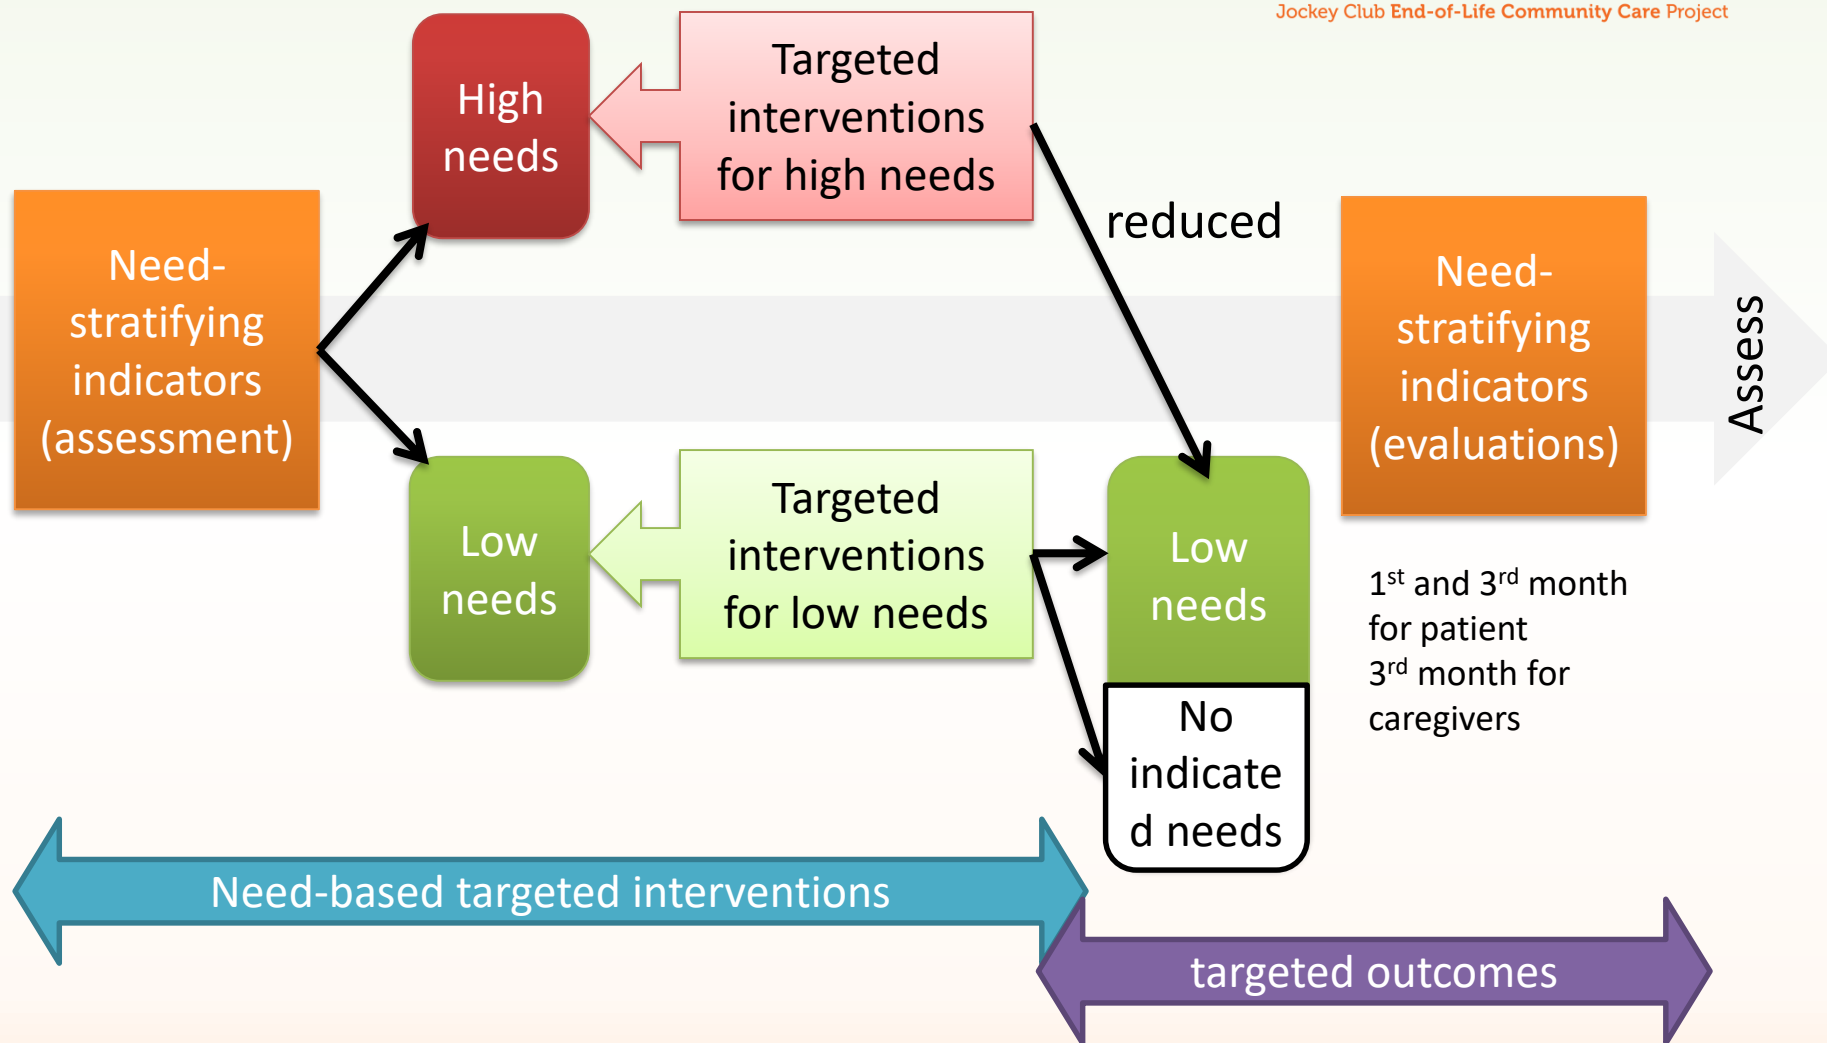 Jockey Club End-of-Life Community Care Project
High
needs
Targeted
interventions
for high needs
reduced
Need-
stratifying
indicators
(assessment)
Need-
stratifying
indicators
(evaluations)
Assess
Low
needs
Targeted
interventions
for low needs
Low
needs
No
indicate
d needs
1st and 3rd month
for patient
3rd month for
caregivers
Need-based targeted interventions
targeted outcomes